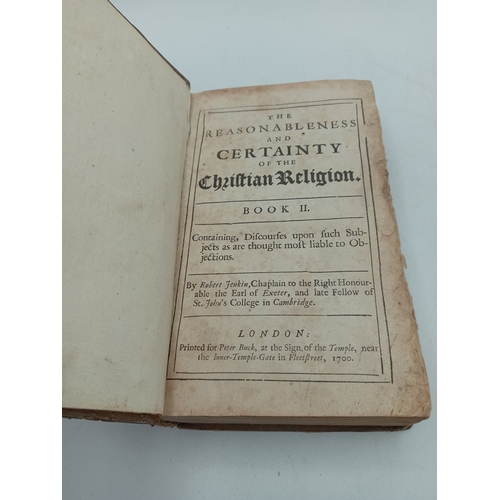 THE
REASONABLENESS
AND
CERTAINTY
OF THE
Chriſtian Religion.
BOOK II.
Containing, Diſcourſes upon ſuch Sub-
jects as are thought moſt liable to Ob-
jections.
By Robert Jenkin, Chaplain to the Right Honour-
able the Earl of Exeter, and late Fellow of
St. John's College in Cambridge.
LONDON:
Printed for Peter Buck, at the Sign of the Temple, near
the Inner-Temple-Gate in Fleetſtreet, 1700.